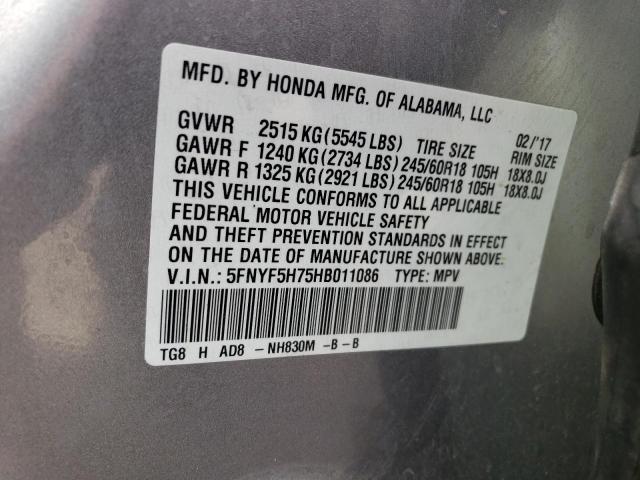 MFD. BY HONDA MFG. OF ALABAMA, LLC
02/'17
GVWR 2515 KG (5545 LBS) TIRE SIZE RIM SIZE
GAWR F 1240 KG (2734 LBS) 245/60R18 105H 18X8.0J
GAWR R 1325 KG (2921 LBS) 245/60R18 105H 18X8.0J
THIS VEHICLE CONFORMS TO ALL APPLICABLE
FEDERAL MOTOR VEHICLE SAFETY
AND THEFT PREVENTION STANDARDS IN EFFECT
ON THE DATE OF MANUFACTURE SHOWN ABOVE.
V.I.N.: 5FNYF5H75HB011086 TYPE: MPV
TG8 H AD8 -NH830M -B-B